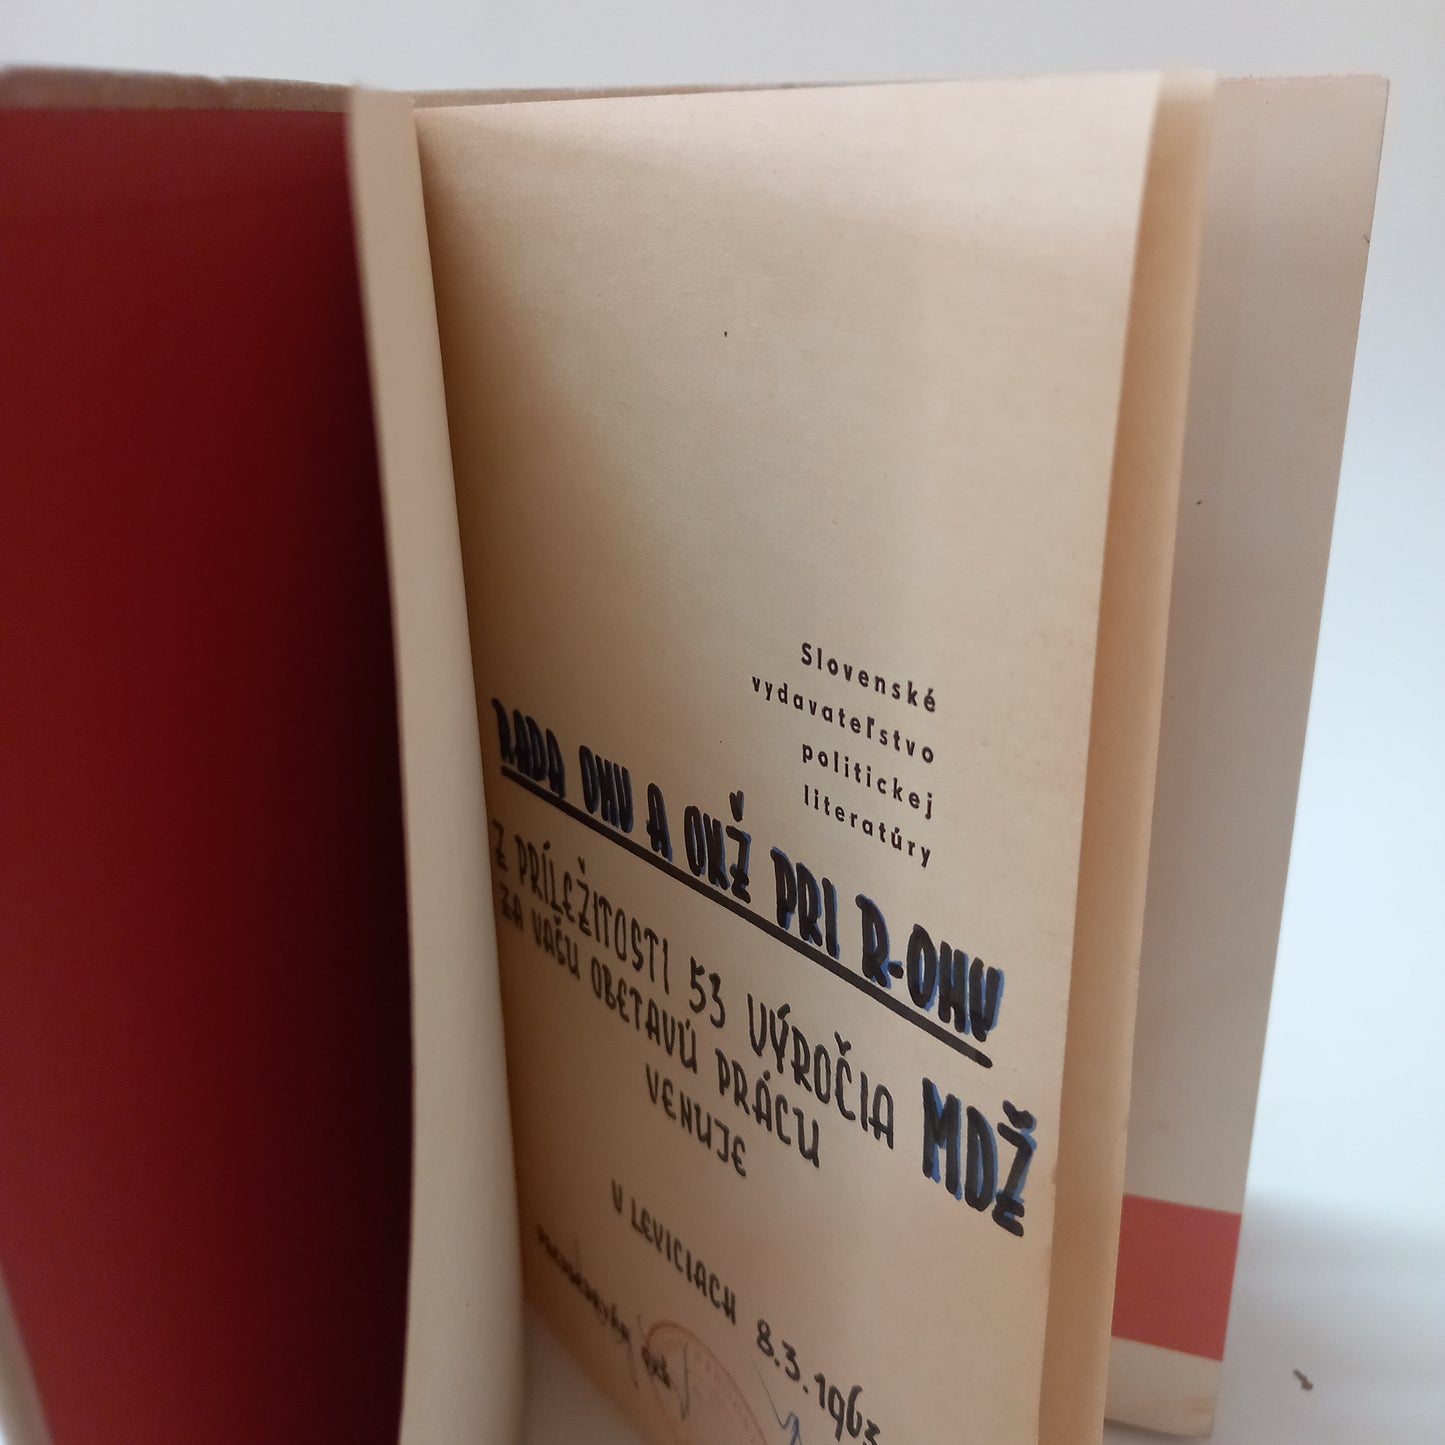 Slovenské
vydavateľstvo
politickej
literatúry
RADA OHV A OKŽ PRI R-OHV
Z PRÍLEŽITOSTI 53 VÝROČIA MDŽ
ZA VAŠU OBETAVÚ PRÁCU
VENUJE
V LEVICIACH 8.3.1963
OKŽ